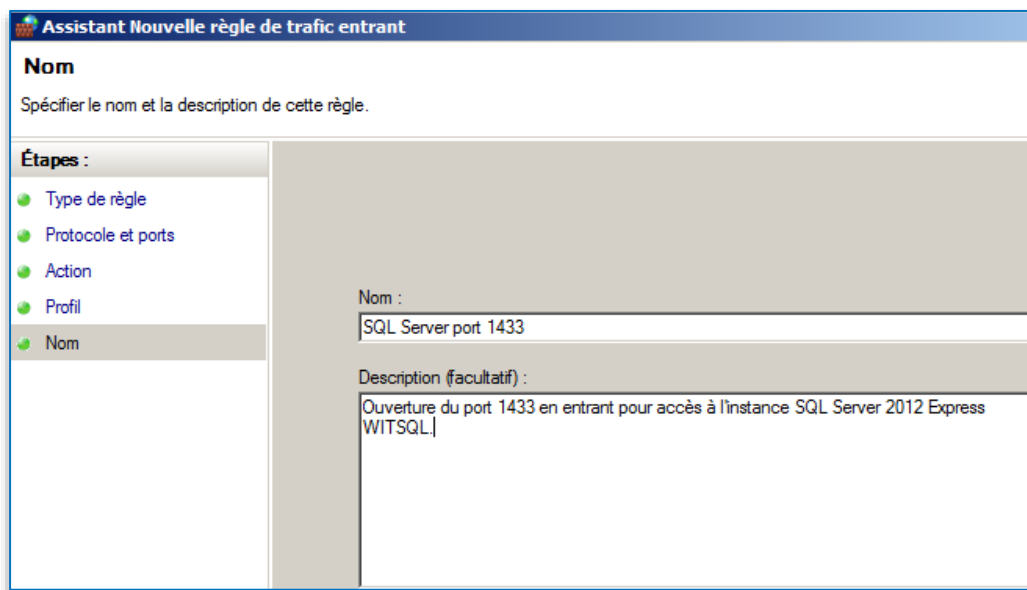 Assistant Nouvelle règle de trafic entrant
Nom
Spécifier le nom et la description de cette règle.
Étapes :
Type de règle
Protocole et ports
Action
Profil
Nom
Nom :
SQL Server port 1433
Description (facultatif) :
Ouverture du port 1433 en entrant pour accès à l'instance SQL Server 2012 Express
WITSQL.